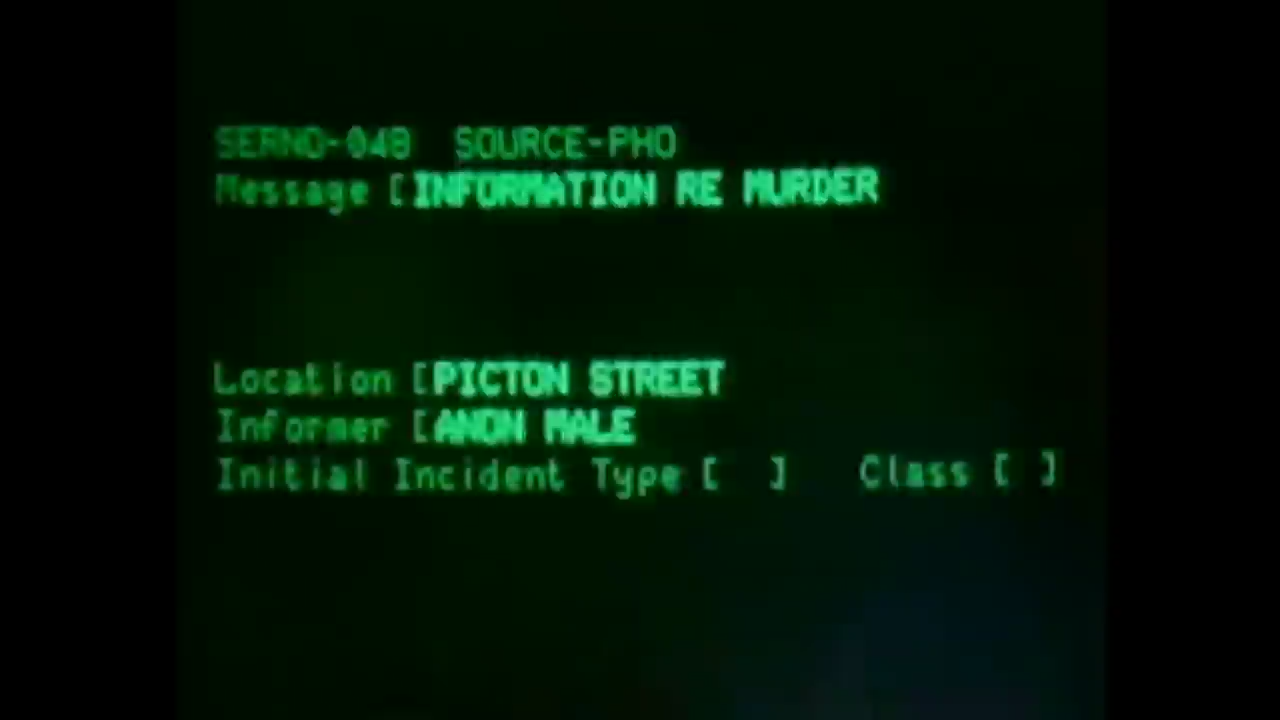 SERNO-048 SOURCE-PHO
Message [INFORMATION RE MURDER
Location [PICTON STREET
Informer [ANON MALE
Initial Incident Type [ ] Class [ ]